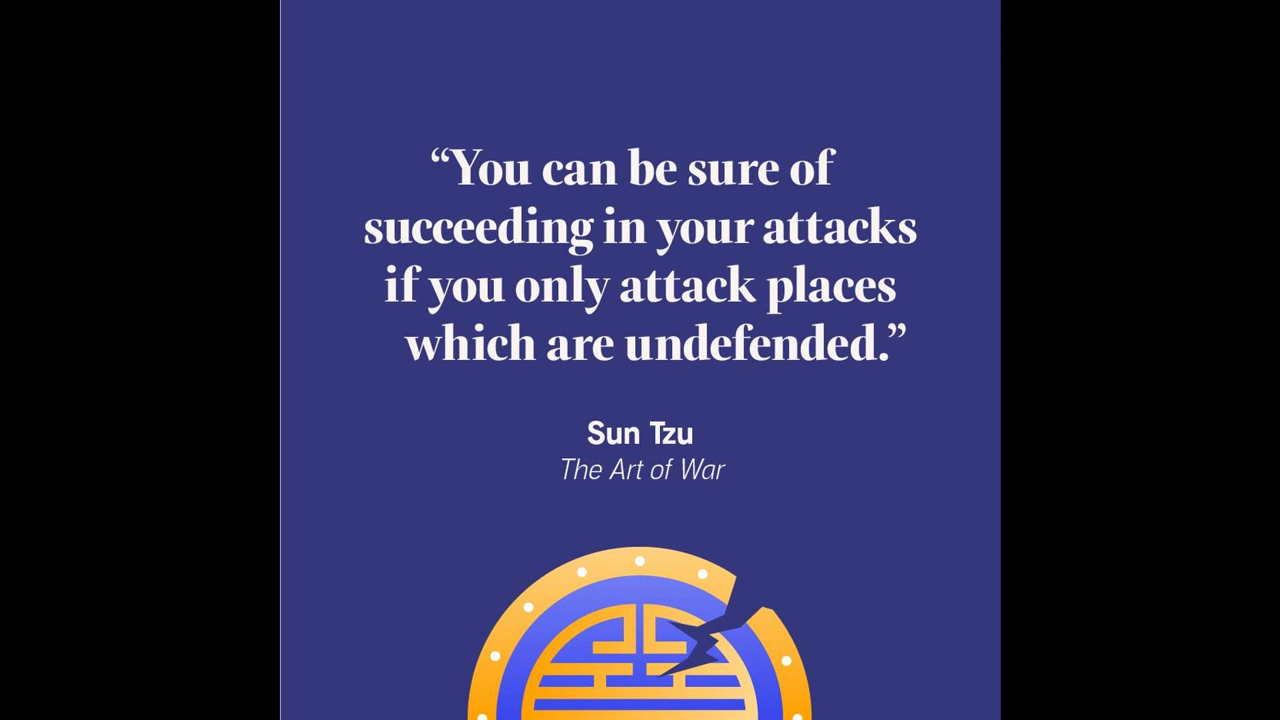 “You can be sure of
succeeding in your attacks
if you only attack places
which are undefended.”
Sun Tzu
The Art of War